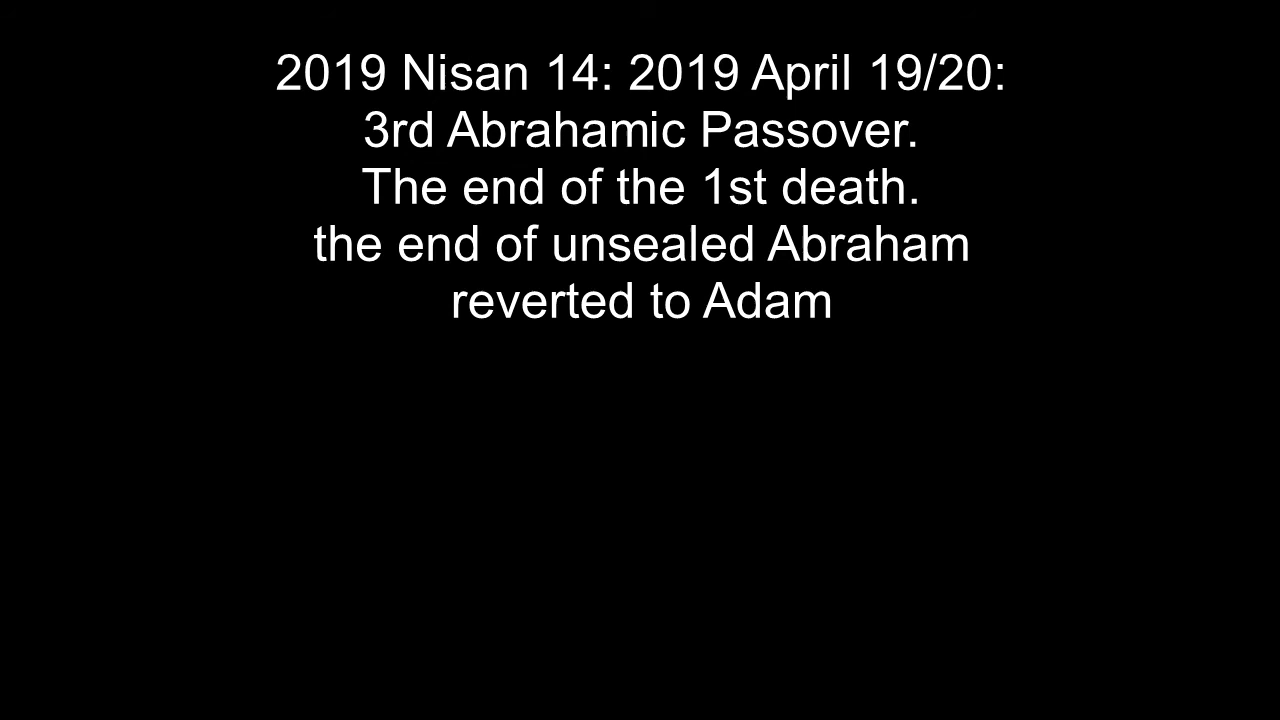 2019 Nisan 14: 2019 April 19/20:
3rd Abrahamic Passover.
The end of the 1st death.
the end of unsealed Abraham
reverted to Adam